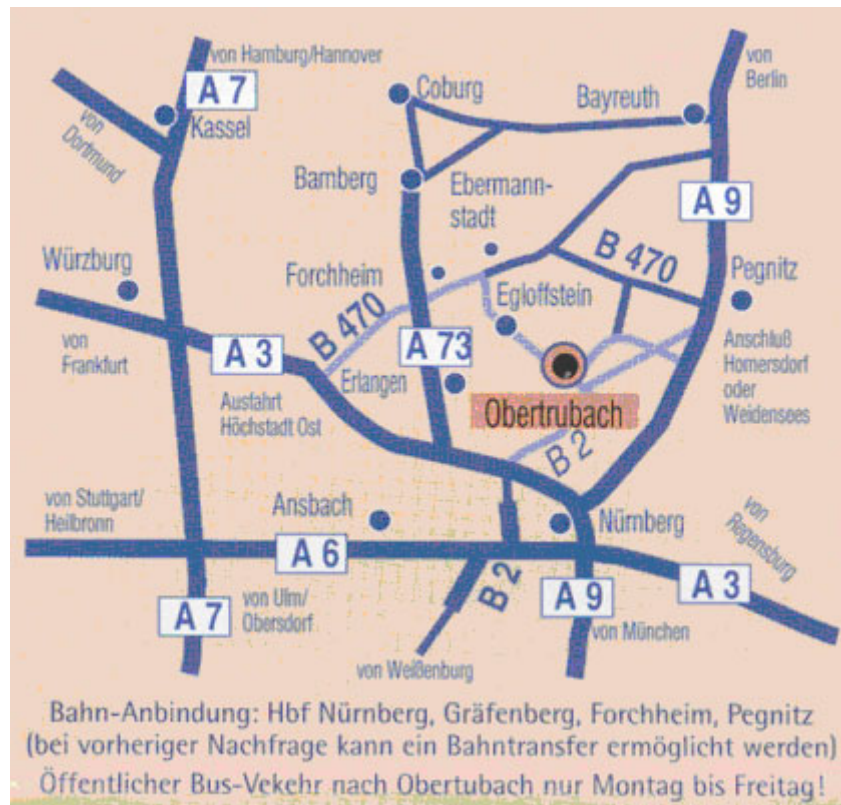 von Hamburg/Hannover
von
Berlin
A 7
Kassel
Coburg
Bayreuth
von
Dortmund
Bamberg
Ebermann-
stadt
A 9
Würzburg
Forchheim
B 470
Pegnitz
Egloffstein
B 470
von
Frankfurt
A 3
A 73
Anschluß
Homersdorf
oder
Weidensees
Erlangen
Ausfahrt
Höchstadt Ost
Obertrubach
B 2
von Stuttgart/
Heilbronn
Ansbach
Nürnberg
von
Regensburg
A 6
B 2
A 3
A 7
von Ulm/
Obersdorf
A 9
von München
von Weißenburg
Bahn-Anbindung: Hbf Nürnberg, Gräfenberg, Forchheim, Pegnitz
(bei vorheriger Nachfrage kann ein Bahntransfer ermöglicht werden)
Öffentlicher Bus-Vekehr nach Obertubach nur Montag bis Freitag!